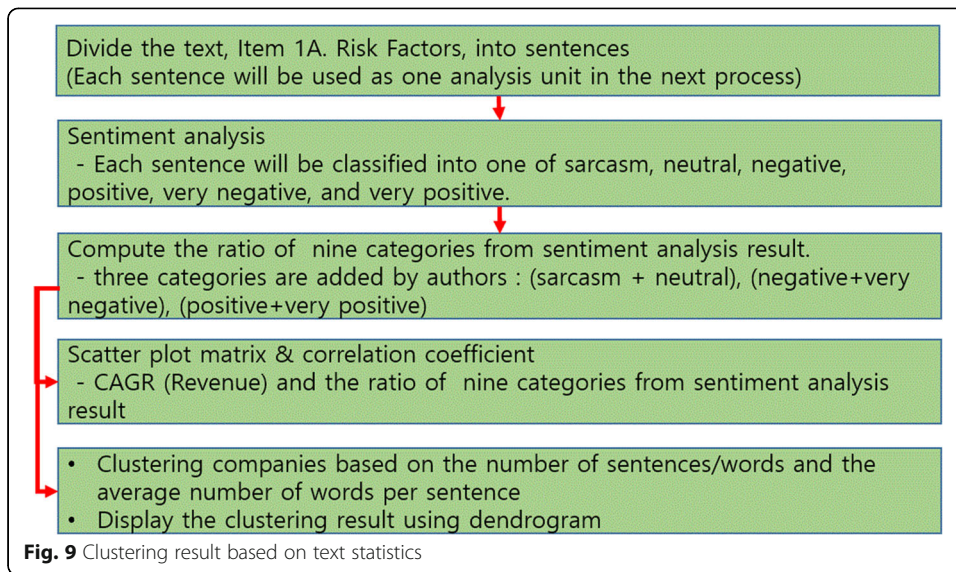 Divide the text, Item 1A. Risk Factors, into sentences
(Each sentence will be used as one analysis unit in the next process)
Sentiment analysis
- Each sentence will be classified into one of sarcasm, neutral, negative,
positive, very negative, and very positive.
Compute the ratio of nine categories from sentiment analysis result.
- three categories are added by authors : (sarcasm + neutral), (negative+very
negative), (positive+very positive)
Scatter plot matrix & correlation coefficient
- CAGR (Revenue) and the ratio of nine categories from sentiment analysis
result
• Clustering companies based on the number of sentences/words and the
average number of words per sentence
• Display the clustering result using dendrogram
Fig. 9 Clustering result based on text statistics